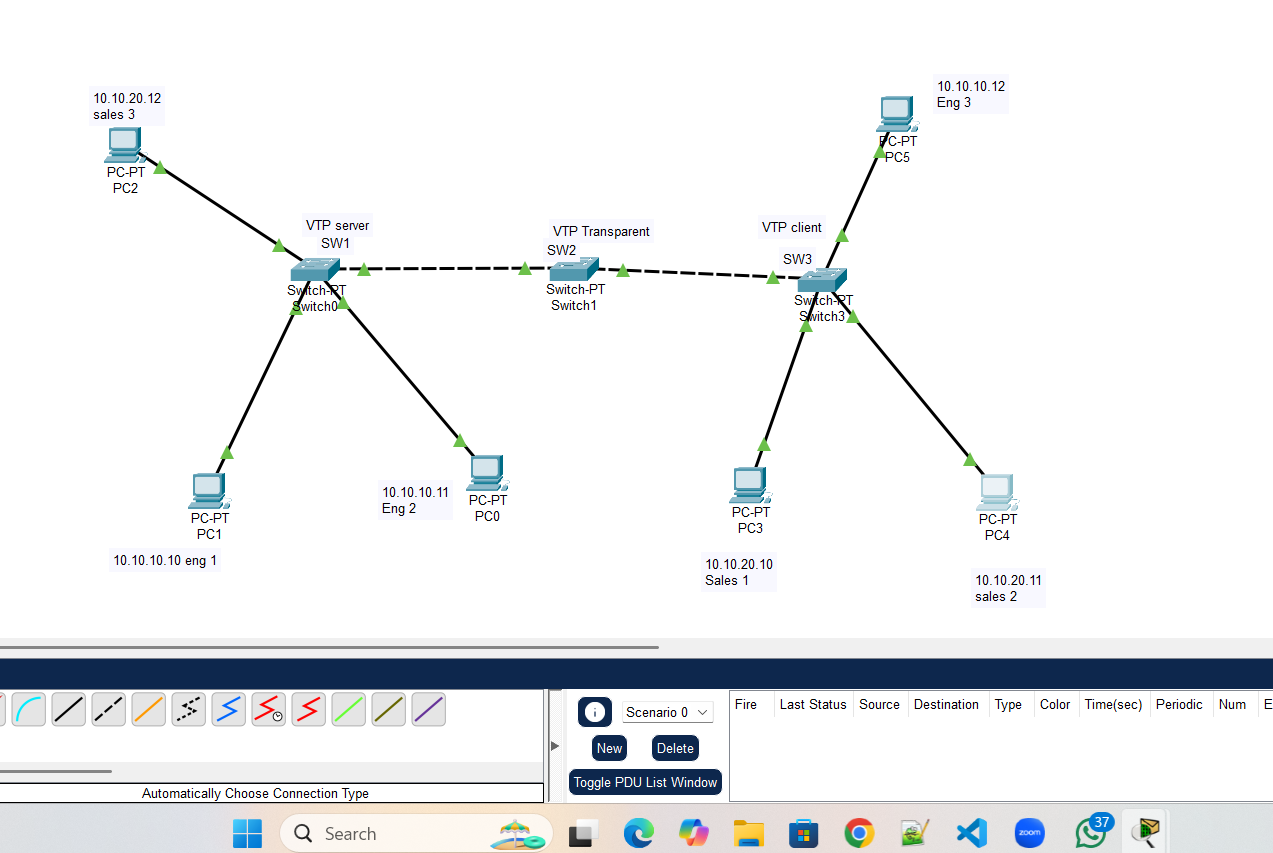 10.10.20.12
sales 3
PC-PT
PC2
10.10.10.12
Eng 3
PC-PT
PC5
VTP server
SW1
Switch-PT
Switch0
VTP Transparent
SW2
Switch-PT
Switch1
VTP client
SW3
Switch-PT
Switch3
PC-PT
PC1
10.10.10.10 eng 1
10.10.10.11
Eng 2
PC-PT
PC0
PC-PT
PC3
10.10.20.10
Sales 1
PC-PT
PC4
10.10.20.11
sales 2
Scenario 0
New
Delete
Toggle PDU List Window
Fire Last Status Source Destination Type Color Time(sec) Periodic Num
Automatically Choose Connection Type
Search
zoom
37